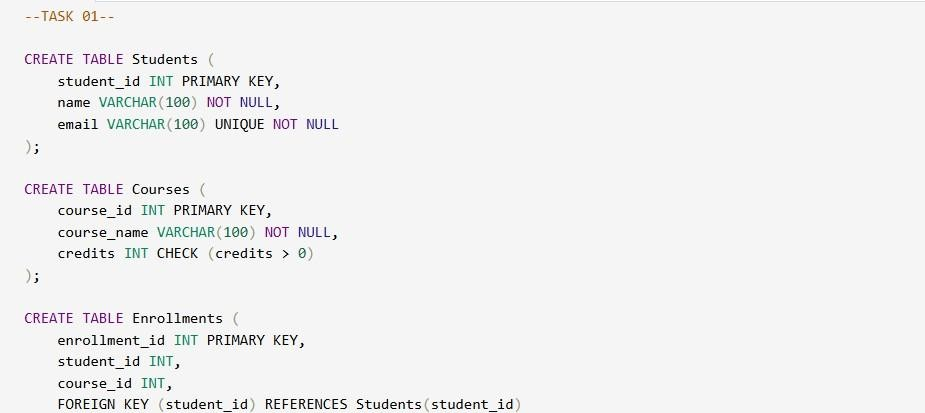 --TASK 01--
CREATE TABLE Students (
    student_id INT PRIMARY KEY,
    name VARCHAR(100) NOT NULL,
    email VARCHAR(100) UNIQUE NOT NULL
);
CREATE TABLE Courses (
    course_id INT PRIMARY KEY,
    course_name VARCHAR(100) NOT NULL,
    credits INT CHECK (credits > 0)
);
CREATE TABLE Enrollments (
    enrollment_id INT PRIMARY KEY,
    student_id INT,
    course_id INT,
    FOREIGN KEY (student_id) REFERENCES Students(student_id)